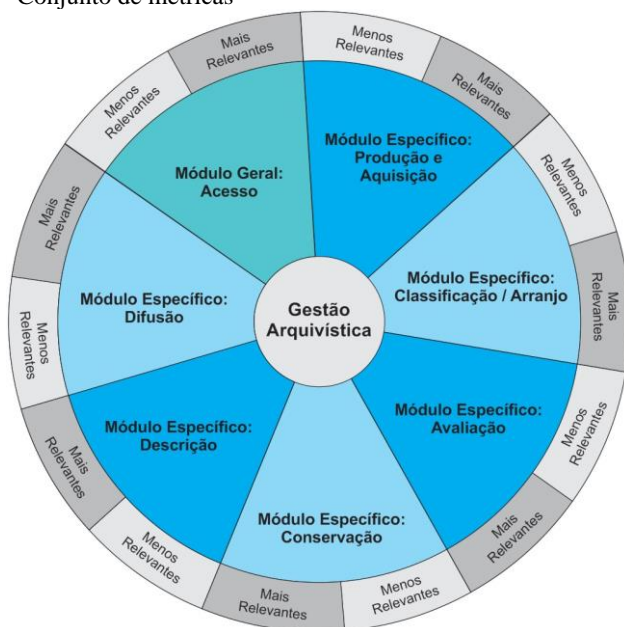 Conjunto de métricas
Mais
Relevantes
Menos
Relevantes
Mais
Relevantes
Menos
Relevantes
Mais
Relevantes
Menos
Relevantes
Mais
Relevantes
Menos
Relevantes
Mais
Relevantes
Menos
Relevantes
Mais
Relevantes
Menos
Relevantes
Mais
Relevantes
Menos
Relevantes
Módulo Geral:
Acesso
Módulo Específico:
Produção e
Aquisição
Módulo Específico:
Classificação / Arranjo
Módulo Específico:
Avaliação
Módulo Específico:
Conservação
Módulo Específico:
Descrição
Módulo Específico:
Difusão
Gestão
Arquivística